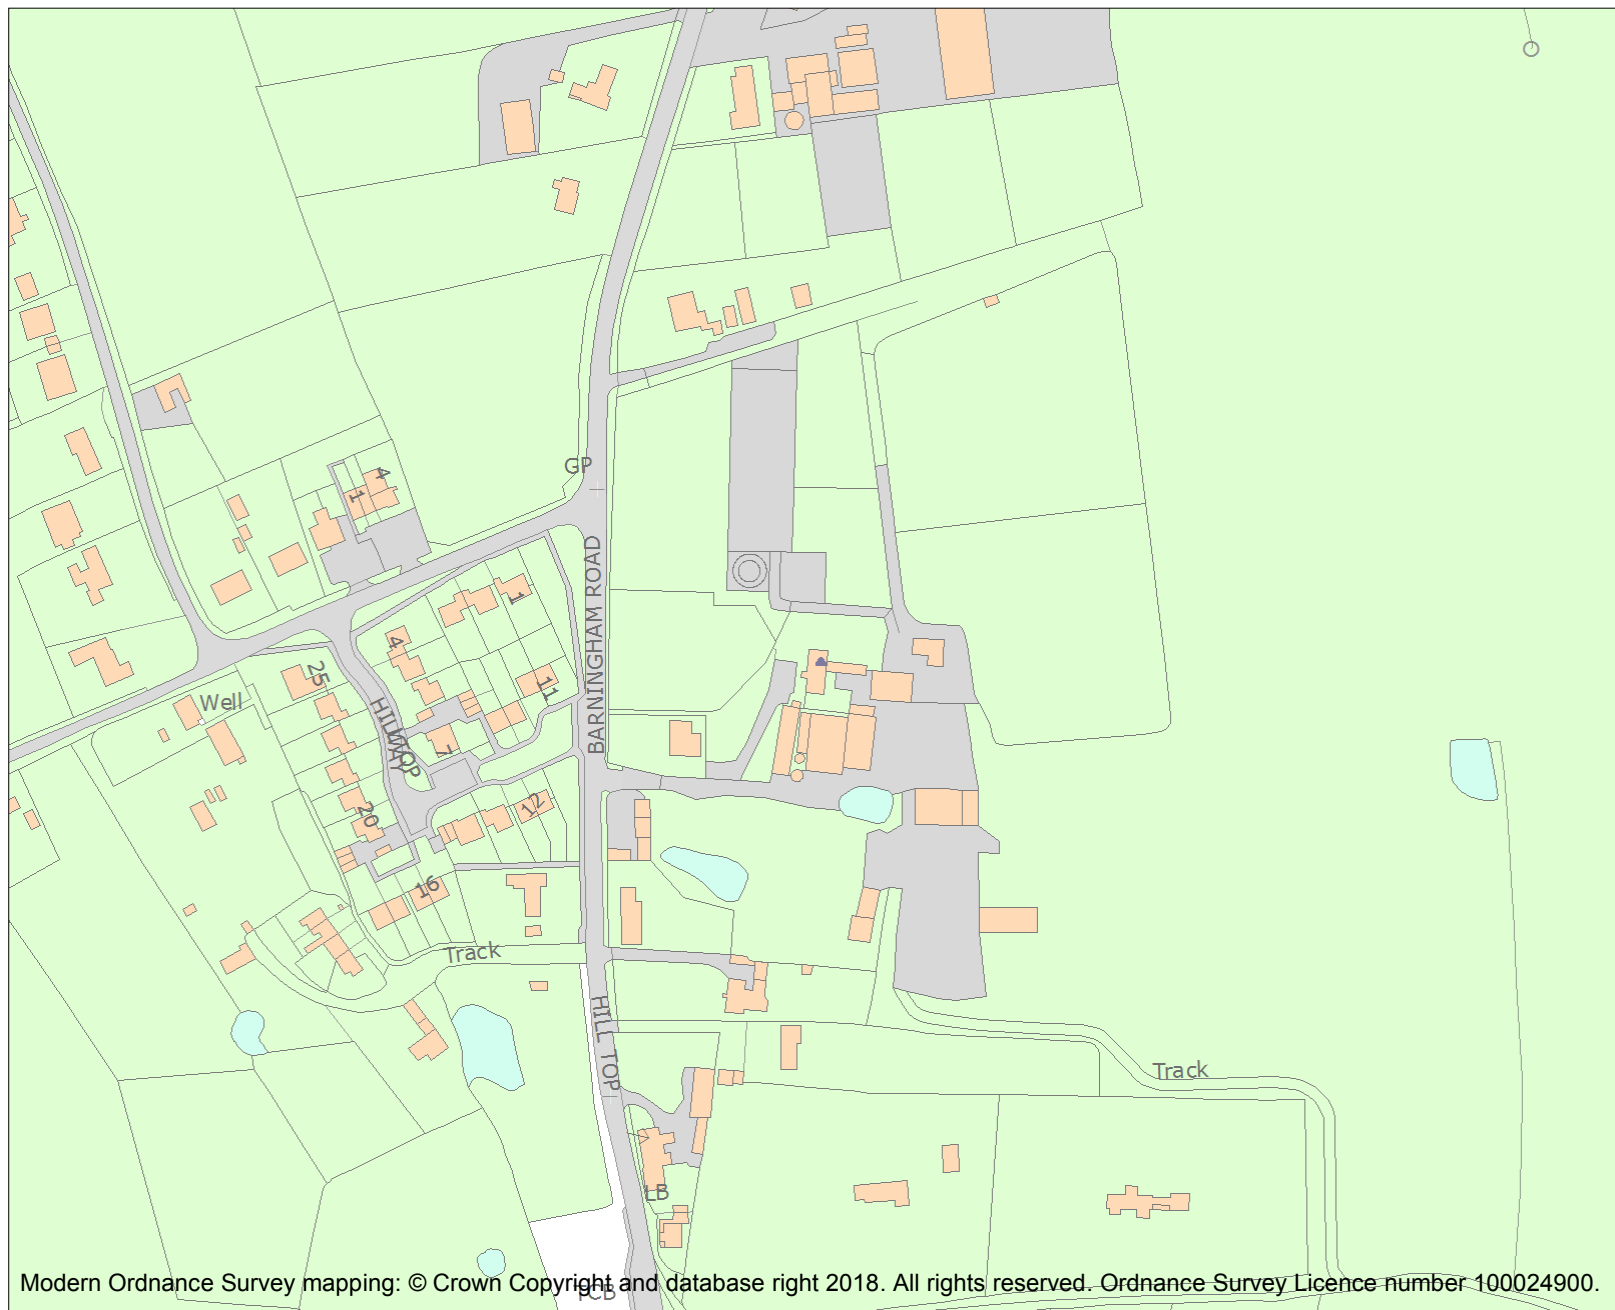 GP
4
1
BARNINGHAM ROAD
1
4
25
11
Well
HILLTOP
WAY
7
12
20
16
Track
HILL TOP
Track
LB
TCB
Modern Ordnance Survey mapping: © Crown Copyright and database right 2018. All rights reserved. Ordnance Survey Licence number 100024900.